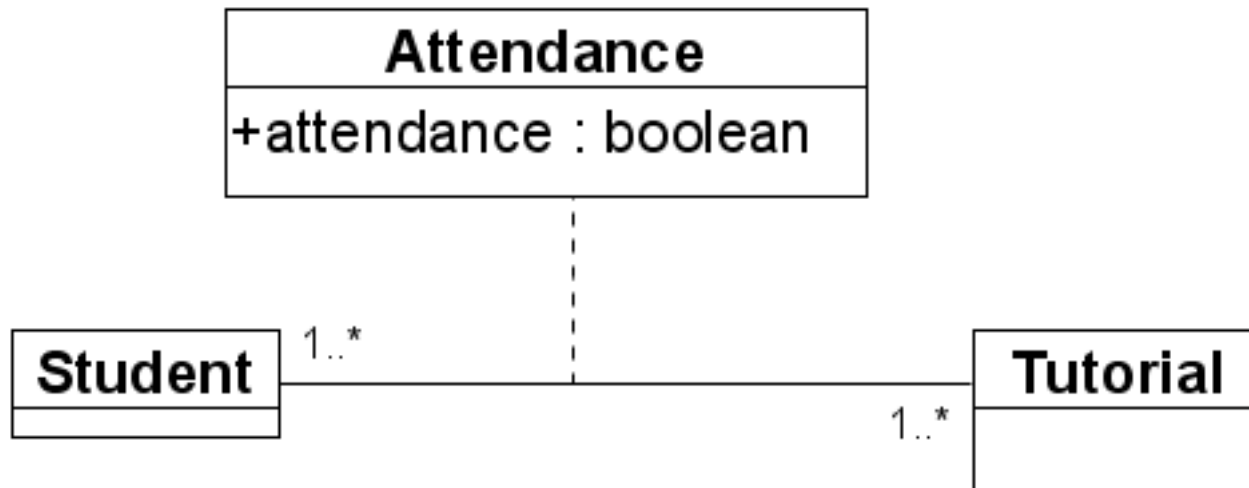 Attendance
+attendance : boolean
1..*
Student
Tutorial
1..*